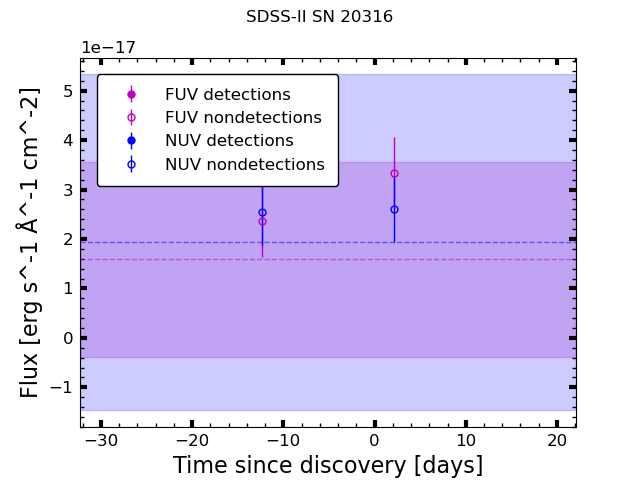 SDSS-II SN 20316
1e−17
FUV detections
FUV nondetections
NUV detections
NUV nondetections
5
4
3
2
1
0
−1
Flux [erg s^-1 Å^-1 cm^-2]
−30 −20 −10 0 10 20
Time since discovery [days]